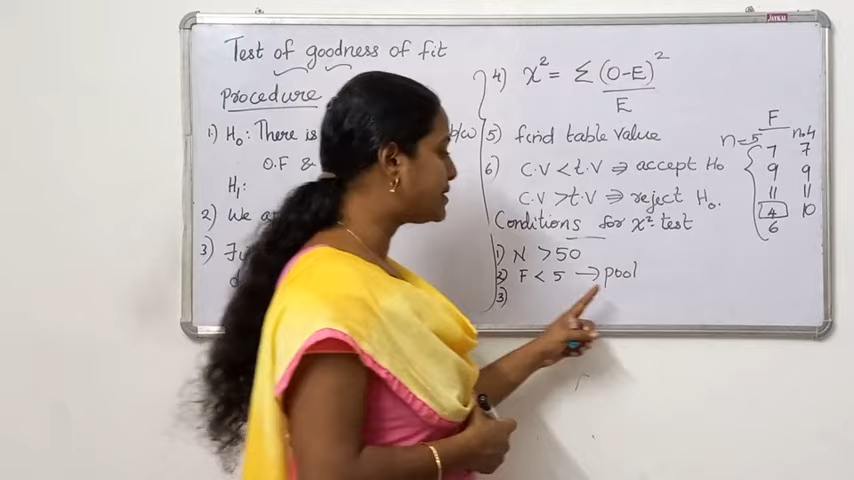 Test of goodness of fit
Procedure
1) H₀: There is b/w
O.F &
H₁:
2) We
3)
4) χ² = Σ (O-E)²
E
5) find table value
6) C.V < t.V ⇒ accept H₀
C.V > t.V ⇒ reject H₀.
Conditions for χ²-test
1) N > 50
2) F < 5 → pool
3)
F
n=5 n=4
7 7
9 9
11 11
4 10
6